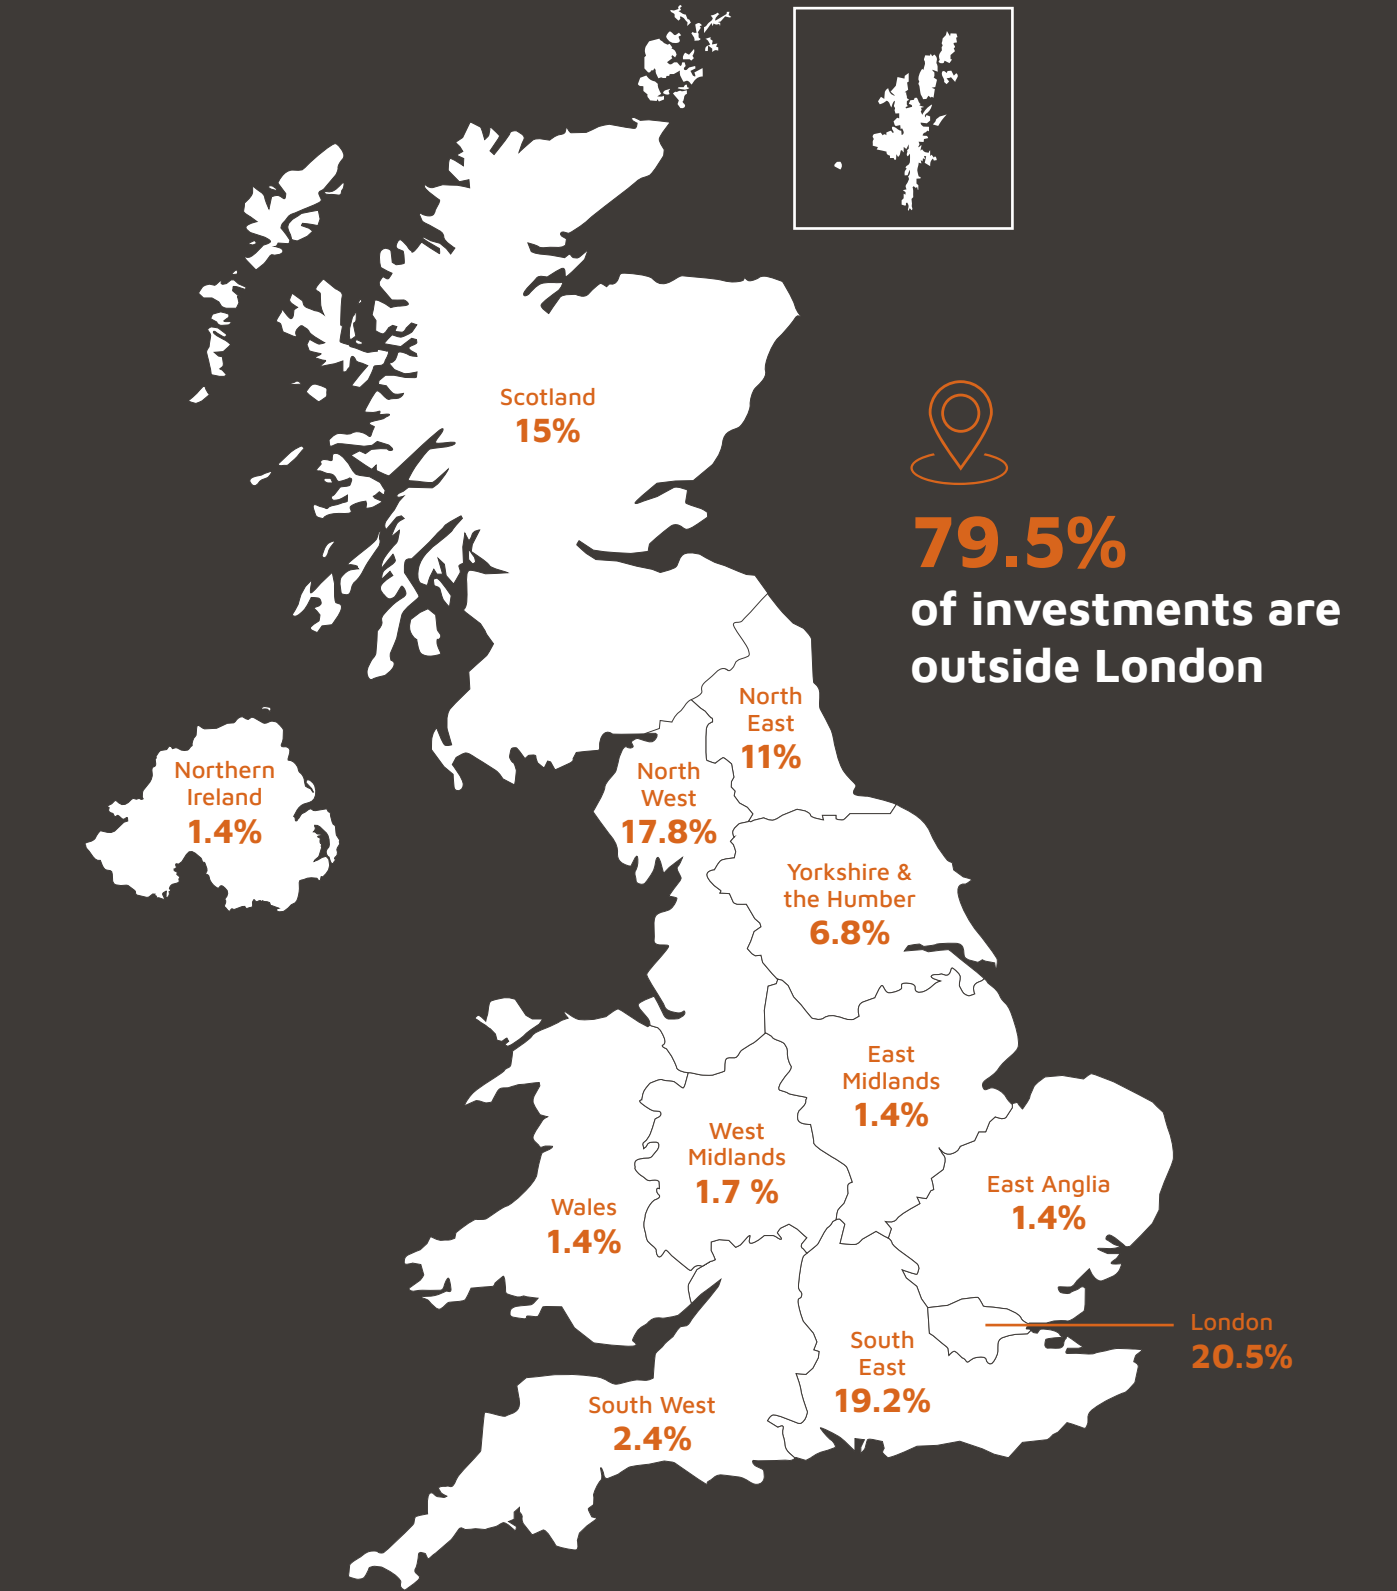 Scotland
15%
79.5%
of investments are
outside London
North
East
11%
Northern
Ireland
1.4%
North
West
17.8%
Yorkshire &
the Humber
6.8%
East
Midlands
1.4%
West
Midlands
1.7 %
East Anglia
1.4%
Wales
1.4%
London
20.5%
South
East
19.2%
South West
2.4%